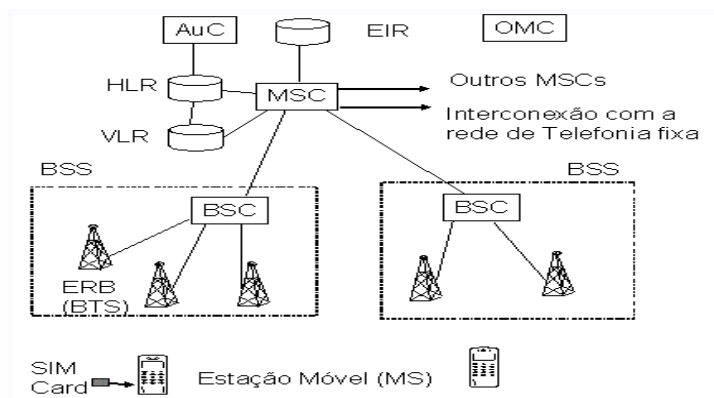 AuC
EIR
OMC
HLR
MSC
Outros MSCs
Interconexão com a
rede de Telefonia fixa
VLR
BSS
BSS
BSC
BSC
ERB
(BTS)
SIM
Card
Estação Móvel (MS)